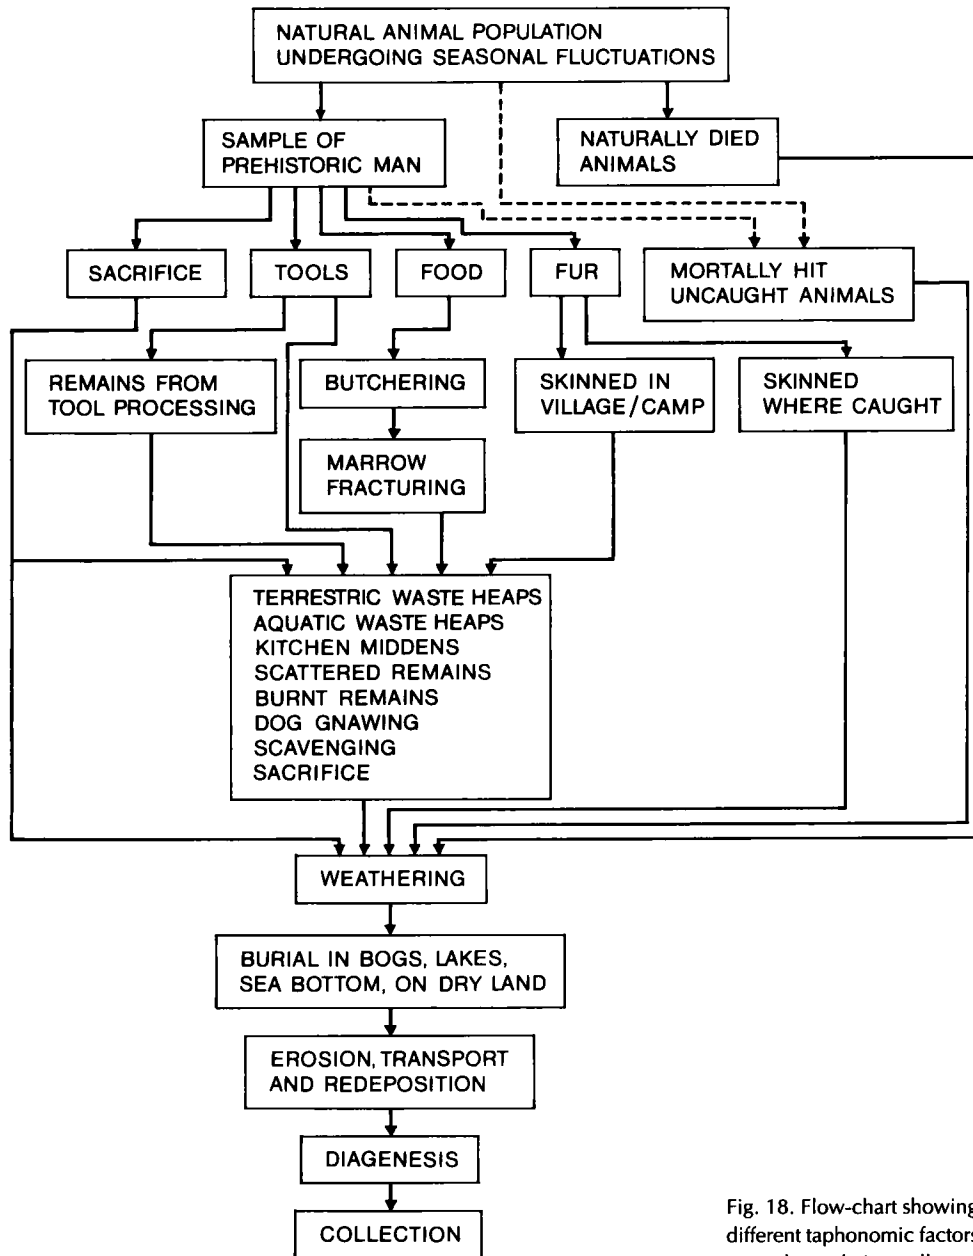 NATURAL ANIMAL POPULATION
UNDERGOING SEASONAL FLUCTUATIONS
SAMPLE OF
PREHISTORIC MAN
NATURALLY DIED
ANIMALS
SACRIFICE
TOOLS
FOOD
FUR
MORTALLY HIT
UNCAUGHT ANIMALS
REMAINS FROM
TOOL PROCESSING
BUTCHERING
SKINNED IN
VILLAGE/CAMP
SKINNED
WHERE CAUGHT
MARROW
FRACTURING
TERRESTRIC WASTE HEAPS
AQUATIC WASTE HEAPS
KITCHEN MIDDENS
SCATTERED REMAINS
BURNT REMAINS
DOG GNAWING
SCAVENGING
SACRIFICE
WEATHERING
BURIAL IN BOGS, LAKES,
SEA BOTTOM, ON DRY LAND
EROSION, TRANSPORT
AND REDEPOSITION
DIAGENESIS
COLLECTION
Fig. 18. Flow-chart showing
different taphonomic factors